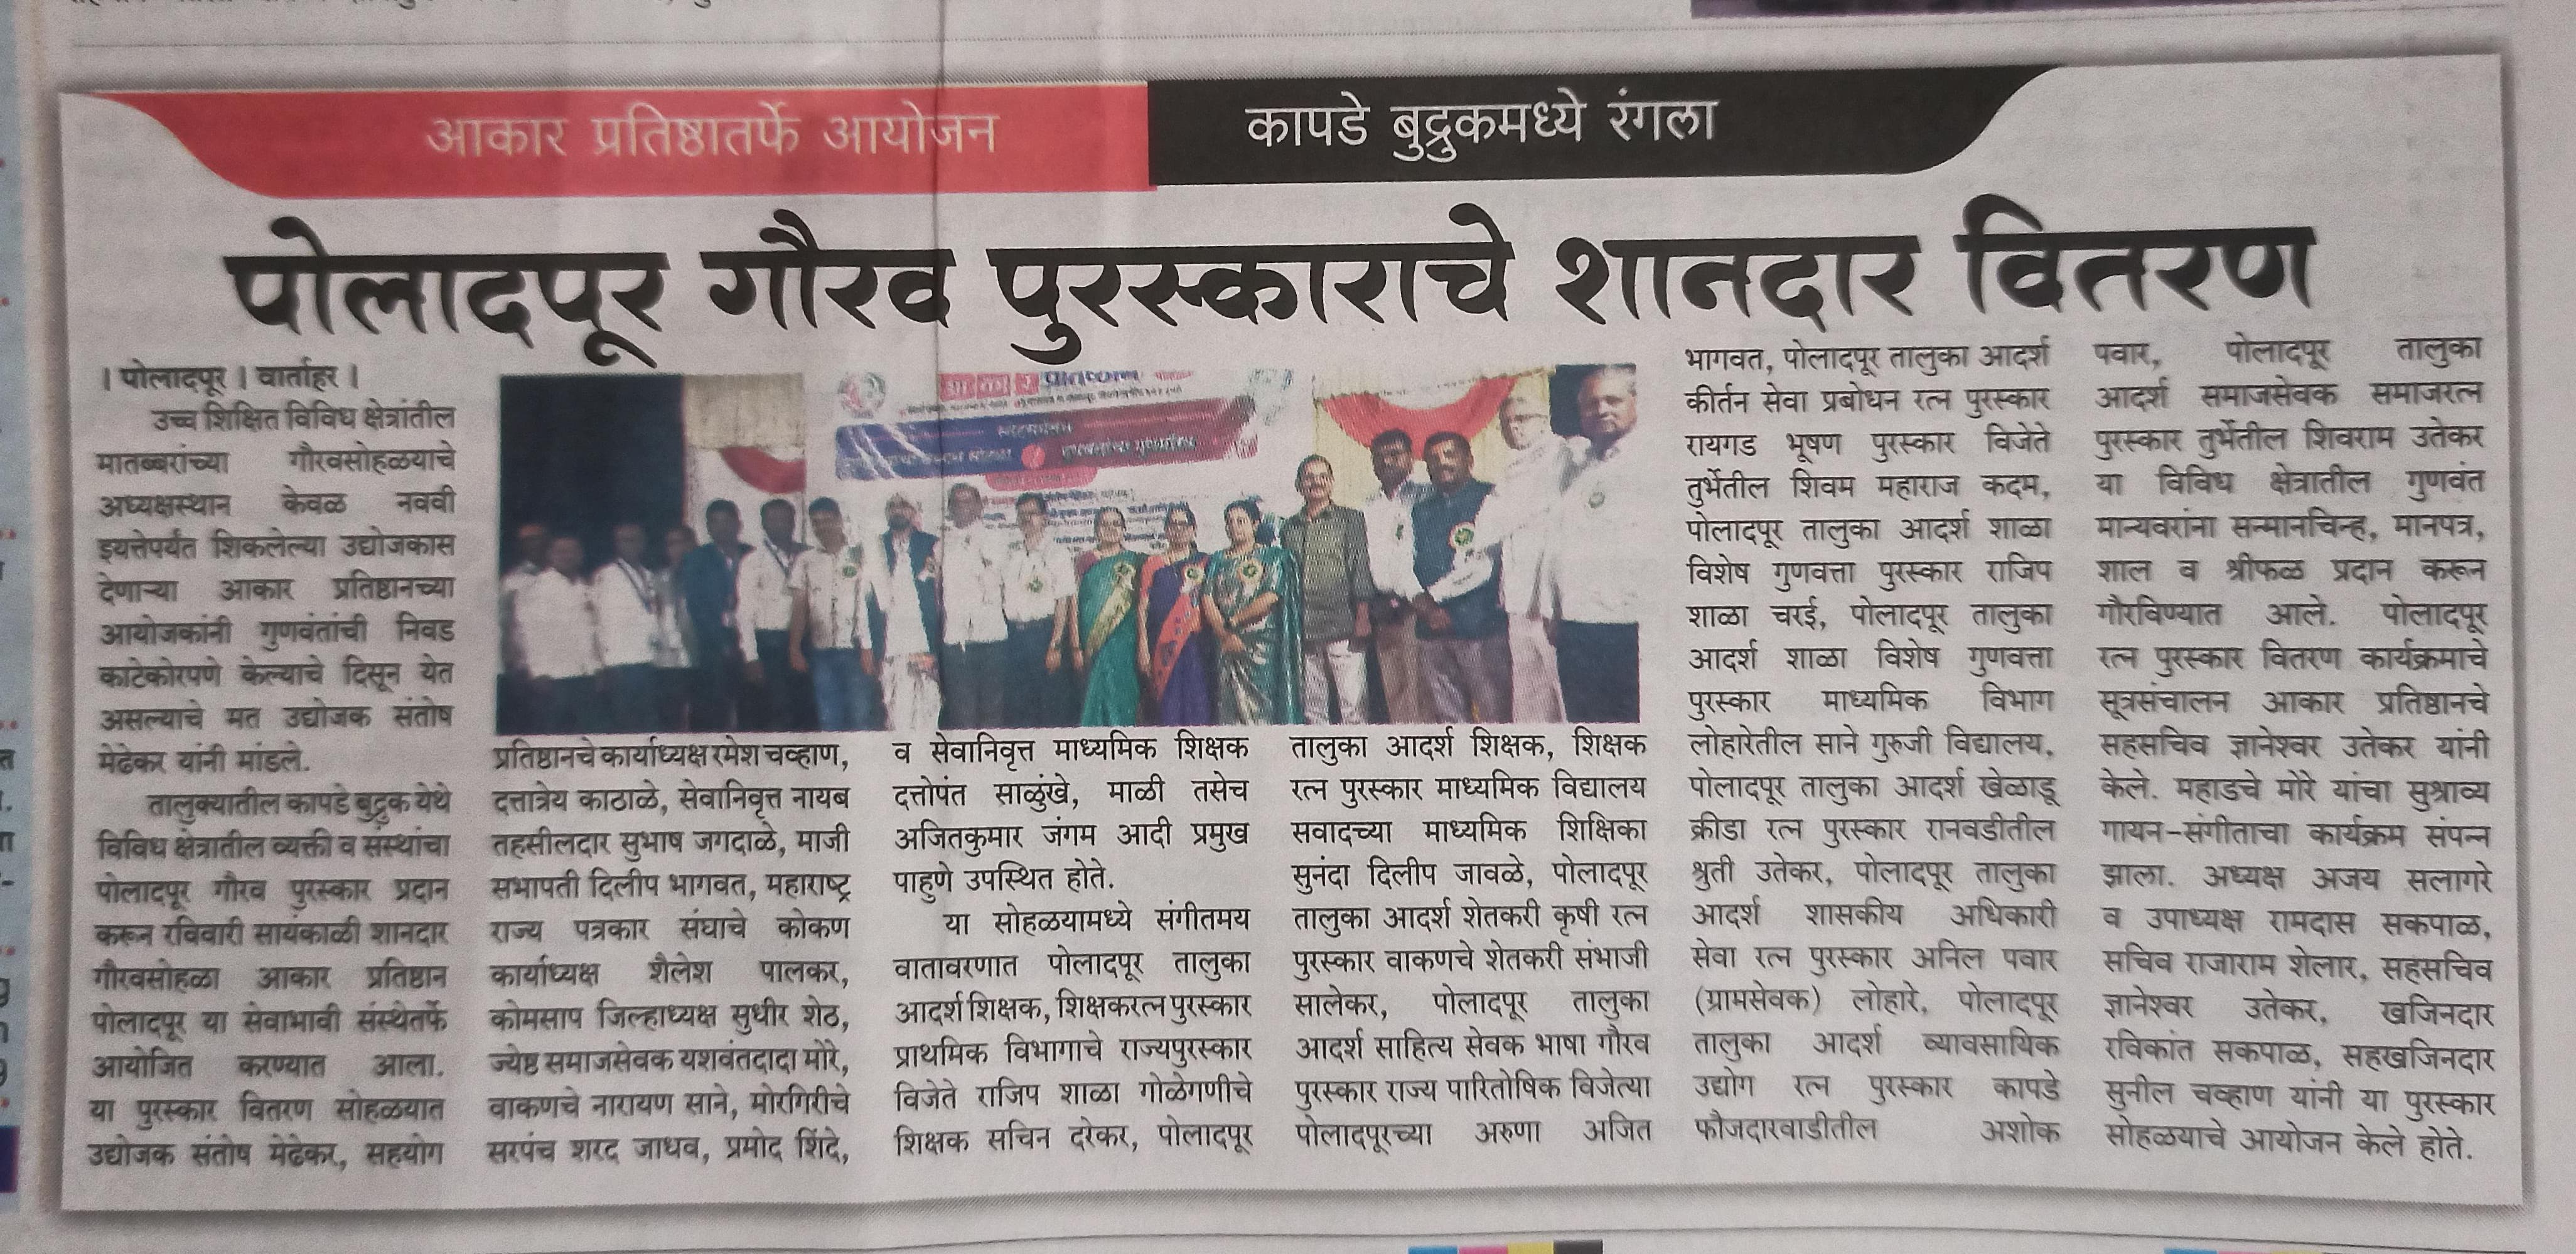 आकार प्रतिष्ठातर्फे आयोजन
कापडे बुद्रुकमध्ये रंगला
पोलादपूर गौरव पुरस्काराचे शानदार वितरण
। पोलादपूर । वार्ताहर ।
उच्च शिक्षित विविध क्षेत्रांतील
मातब्बरांच्या गौरवसोहळयाचे
अध्यक्षस्थान केवळ नववी
इयत्तेपर्यंत शिकलेल्या उद्योजकास
देणाऱ्या आकार प्रतिष्ठानच्या
आयोजकांनी गुणवंतांची निवड
काटेकोरपणे केल्याचे दिसून येत
असल्याचे मत उद्योजक संतोष
मेढेकर यांनी मांडले.
तालुक्यातील कापडे बुद्रुक येथे
विविध क्षेत्रातील व्यक्ती व संस्थांचा
पोलादपूर गौरव पुरस्कार प्रदान
करून रविवारी सायंकाळी शानदार
गौरवसोहळा आकार प्रतिष्ठान
पोलादपूर या सेवाभावी संस्थेतर्फे
आयोजित करण्यात आला.
या पुरस्कार वितरण सोहळयात
उद्योजक संतोष मेढेकर, सहयोग
प्रतिष्ठानचे कार्याध्यक्ष रमेश चव्हाण,
दत्तात्रेय काठाळे, सेवानिवृत्त नायब
तहसीलदार सुभाष जगदाळे, माजी
सभापती दिलीप भागवत, महाराष्ट्र
राज्य पत्रकार संघाचे कोकण
कार्याध्यक्ष शैलेश पालकर,
कोमसाप जिल्हाध्यक्ष सुधीर शेठ,
ज्येष्ठ समाजसेवक यशवंतदादा मोरे,
वाकणचे नारायण साने, मोरगिरीचे
सरपंच शरद जाधव, प्रमोद शिंदे,
व सेवानिवृत्त माध्यमिक शिक्षक
दत्तोपंत साळुंखे, माळी तसेच
अजितकुमार जंगम आदी प्रमुख
पाहुणे उपस्थित होते.
या सोहळयामध्ये संगीतमय
वातावरणात पोलादपूर तालुका
आदर्श शिक्षक, शिक्षकरत्न पुरस्कार
प्राथमिक विभागाचे राज्यपुरस्कार
विजेते राजिप शाळा गोळेगणीचे
शिक्षक सचिन दरेकर, पोलादपूर
तालुका आदर्श शिक्षक, शिक्षक
रत्न पुरस्कार माध्यमिक विद्यालय
सवादच्या माध्यमिक शिक्षिका
सुनंदा दिलीप जावळे, पोलादपूर
तालुका आदर्श शेतकरी कृषी रत्न
पुरस्कार वाकणचे शेतकरी संभाजी
सालेकर, पोलादपूर तालुका
आदर्श साहित्य सेवक भाषा गौरव
पुरस्कार राज्य पारितोषिक विजेत्या
पोलादपूरच्या अरुणा अजित
भागवत, पोलादपूर तालुका आदर्श
कीर्तन सेवा प्रबोधन रत्न पुरस्कार
रायगड भूषण पुरस्कार विजेते
तुर्भेतील शिवम महाराज कदम,
पोलादपूर तालुका आदर्श शाळा
विशेष गुणवत्ता पुरस्कार राजिप
शाळा चरई, पोलादपूर तालुका
आदर्श शाळा विशेष गुणवत्ता
पुरस्कार माध्यमिक विभाग
लोहारेतील साने गुरुजी विद्यालय,
पोलादपूर तालुका आदर्श खेळाडू
क्रीडा रत्न पुरस्कार रानवडीतील
श्रुती उतेकर, पोलादपूर तालुका
आदर्श शासकीय अधिकारी
सेवा रत्न पुरस्कार अनिल पवार
(ग्रामसेवक) लोहारे, पोलादपूर
तालुका आदर्श व्यावसायिक
उद्योग रत्न पुरस्कार कापडे
फौजदारवाडीतील अशोक
पवार, पोलादपूर तालुका
आदर्श समाजसेवक समाजरत्न
पुरस्कार तुर्भेतील शिवराम उतेकर
या विविध क्षेत्रातील गुणवंत
मान्यवरांना सन्मानचिन्ह, मानपत्र,
शाल व श्रीफळ प्रदान करून
गौरविण्यात आले. पोलादपूर
रत्न पुरस्कार वितरण कार्यक्रमाचे
सूत्रसंचालन आकार प्रतिष्ठानचे
सहसचिव ज्ञानेश्वर उतेकर यांनी
केले. महाडचे मोरे यांचा सुश्राव्य
गायन-संगीताचा कार्यक्रम संपन्न
झाला. अध्यक्ष अजय सलागरे
व उपाध्यक्ष रामदास सकपाळ,
सचिव राजाराम शेलार, सहसचिव
ज्ञानेश्वर उतेकर, खजिनदार
रविकांत सकपाळ, सहखजिनदार
सुनील चव्हाण यांनी या पुरस्कार
सोहळयाचे आयोजन केले होते.